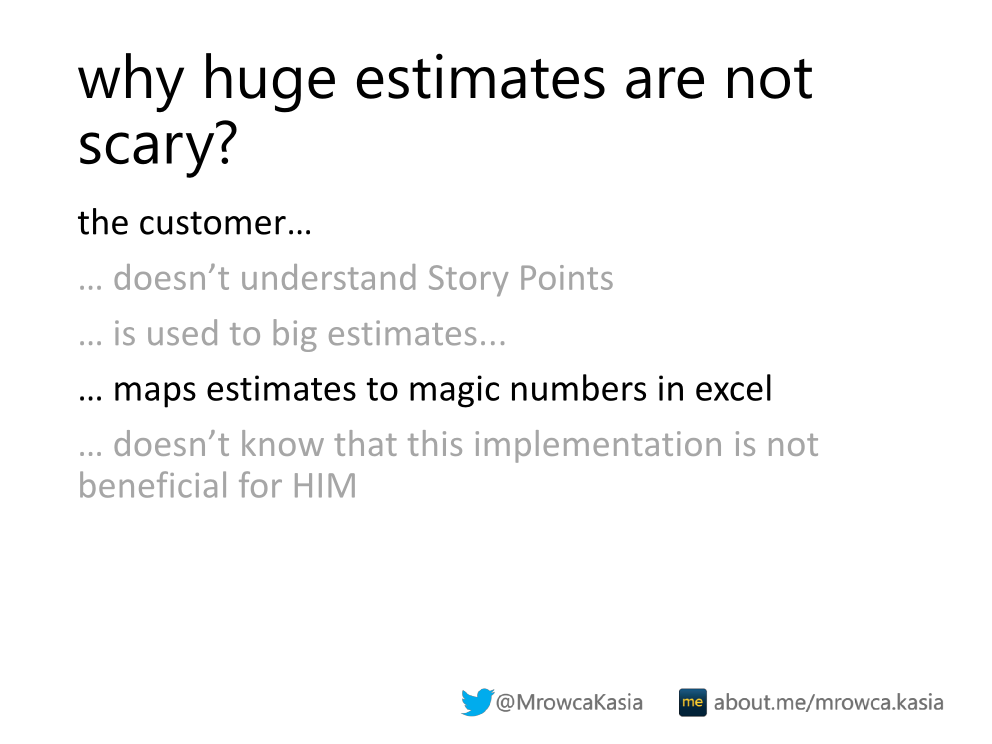 why huge estimates are not
scary?
the customer…
… doesn’t understand Story Points
… is used to big estimates...
… maps estimates to magic numbers in excel
… doesn’t know that this implementation is not
beneficial for HIM
@MrowcaKasia
me about.me/mrowca.kasia